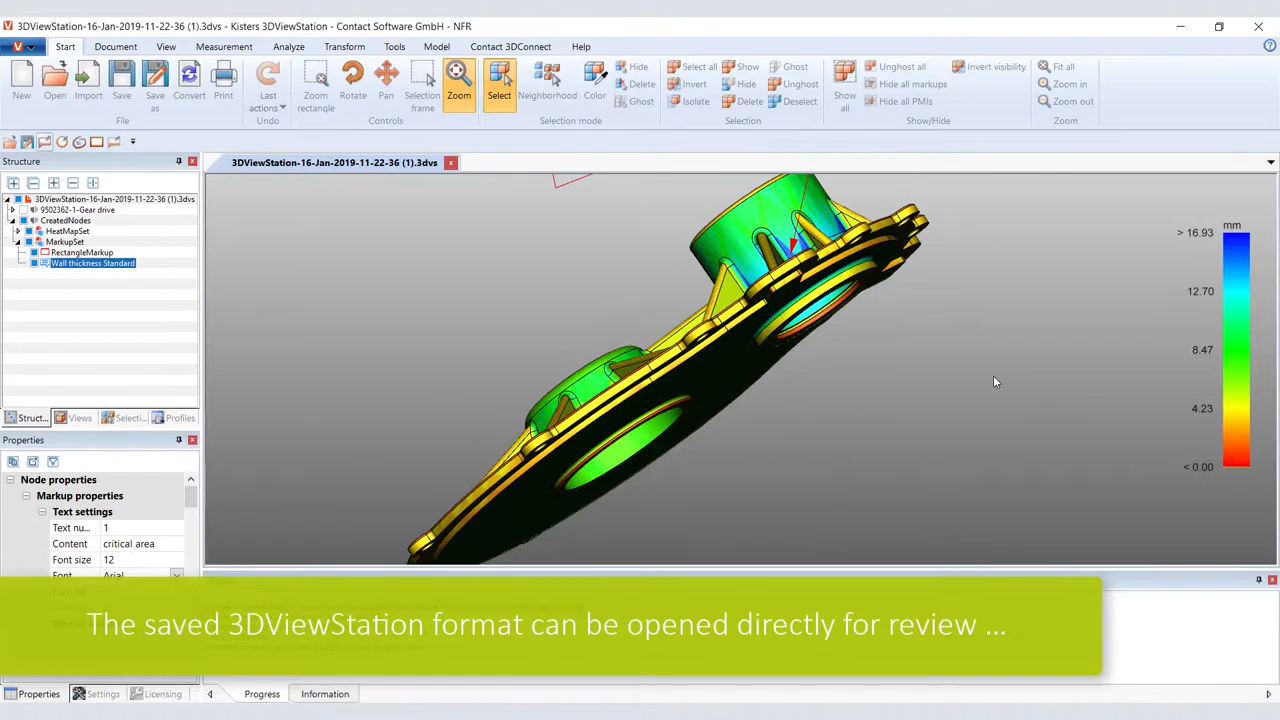 3DViewStation-16-Jan-2019-11-22-36 (1).3dvs - Kisters 3DViewStation - Contact Software GmbH - NFR
Start Document View Measurement Analyze Transform Tools Model Contact 3DConnect Help
New Open Import Save Save as Convert Print
File
Last actions
Undo
Zoom rectangle Rotate Pan Selection frame Zoom
Controls
Select Neighborhood Color
Hide
Delete
Ghost
Selection mode
Select all Show Ghost
Invert Hide Unghost
Isolate Delete Deselect
Selection
Show all
Unghost all Invert visibility
Hide all markups
Hide all PMIs
Show/Hide
Fit all
Zoom in
Zoom out
Zoom
Structure
3DViewStation-16-Jan-2019-11-22-36 (1).3dvs
3DViewStation-16-Jan-2019-11-22-36 (1).3dvs
9502362-1-Gear drive
CreatedNodes
HeatMapSet
MarkupSet
RectangleMarkup
Wall thickness Standard
Struct... Views Selecti... Profiles
Properties
Node properties
Markup properties
Text settings
Text nu... 1
Content critical area
Font size 12
Font Arial
mm
> 16.93
12.70
8.47
4.23
< 0.00
The saved 3DViewStation format can be opened directly for review ...
Properties Settings Licensing
Progress Information